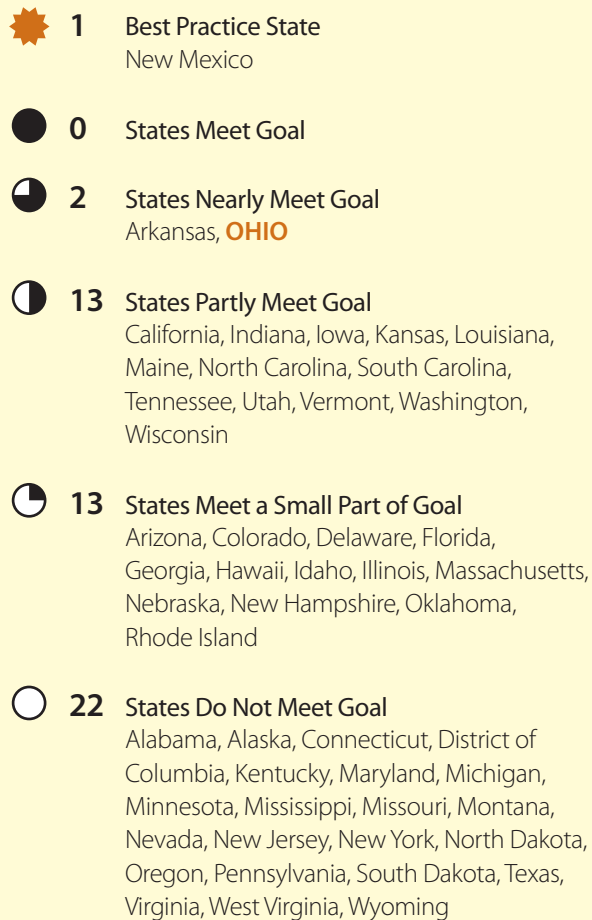 1 Best Practice State
New Mexico
0 States Meet Goal
2 States Nearly Meet Goal
Arkansas, OHIO
13 States Partly Meet Goal
California, Indiana, Iowa, Kansas, Louisiana,
Maine, North Carolina, South Carolina,
Tennessee, Utah, Vermont, Washington,
Wisconsin
13 States Meet a Small Part of Goal
Arizona, Colorado, Delaware, Florida,
Georgia, Hawaii, Idaho, Illinois, Massachusetts,
Nebraska, New Hampshire, Oklahoma,
Rhode Island
22 States Do Not Meet Goal
Alabama, Alaska, Connecticut, District of
Columbia, Kentucky, Maryland, Michigan,
Minnesota, Mississippi, Missouri, Montana,
Nevada, New Jersey, New York, North Dakota,
Oregon, Pennsylvania, South Dakota, Texas,
Virginia, West Virginia, Wyoming